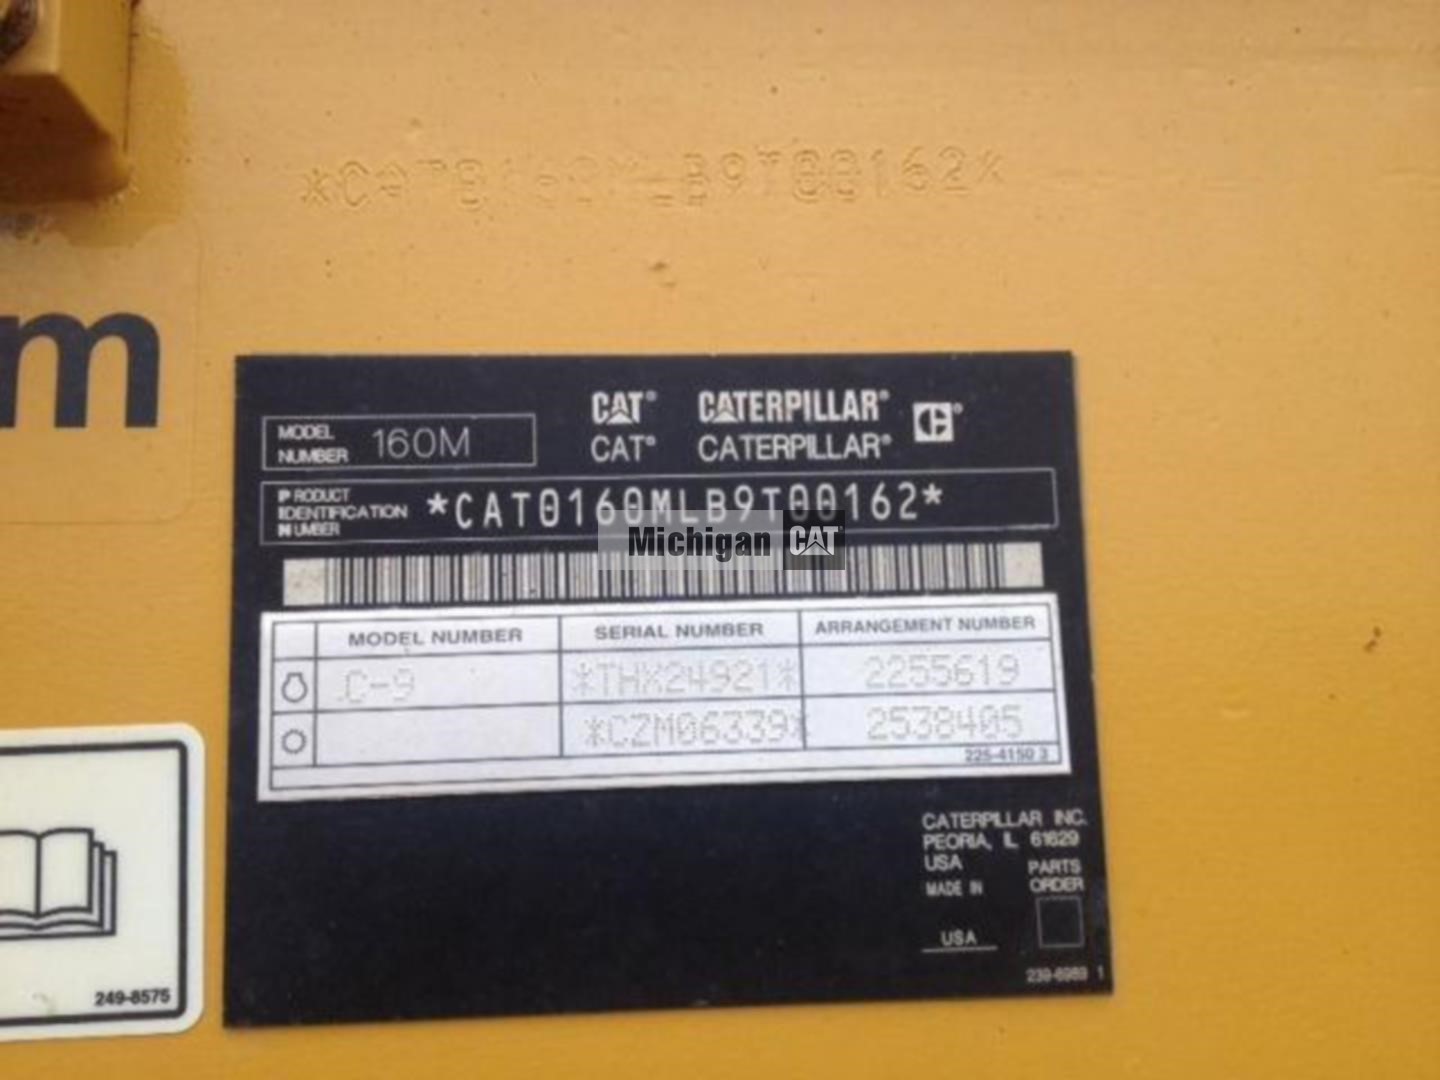 *CAT0160MLB9T00162*
m
CAT® CATERPILLAR®
CAT® CATERPILLAR®
MODEL NUMBER 160M
PRODUCT IDENTIFICATION NUMBER *CAT0160MLB9T00162*
Michigan CAT
MODEL NUMBER SERIAL NUMBER ARRANGEMENT NUMBER
C-9 *THX24921* 2255619
*CZM06339* 2538405
225-4150 3
CATERPILLAR INC.
PEORIA, IL 61629
USA
MADE IN USA
PARTS ORDER
239-6989 1
249-8575